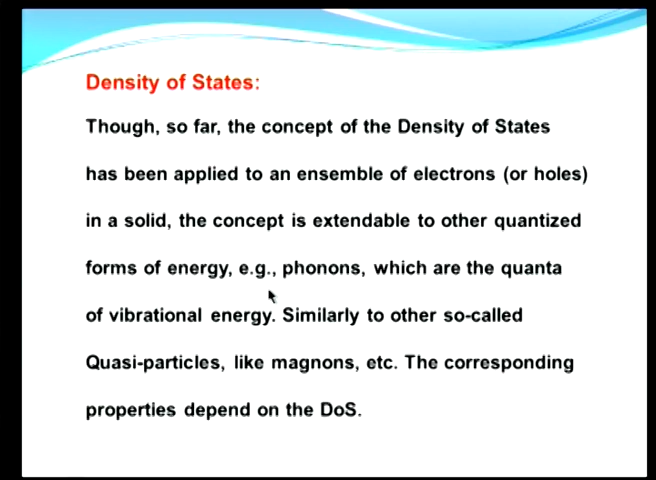 Density of States:
Though, so far, the concept of the Density of States
has been applied to an ensemble of electrons (or holes)
in a solid, the concept is extendable to other quantized
forms of energy, e.g., phonons, which are the quanta
of vibrational energy. Similarly to other so-called
Quasi-particles, like magnons, etc. The corresponding
properties depend on the DoS.